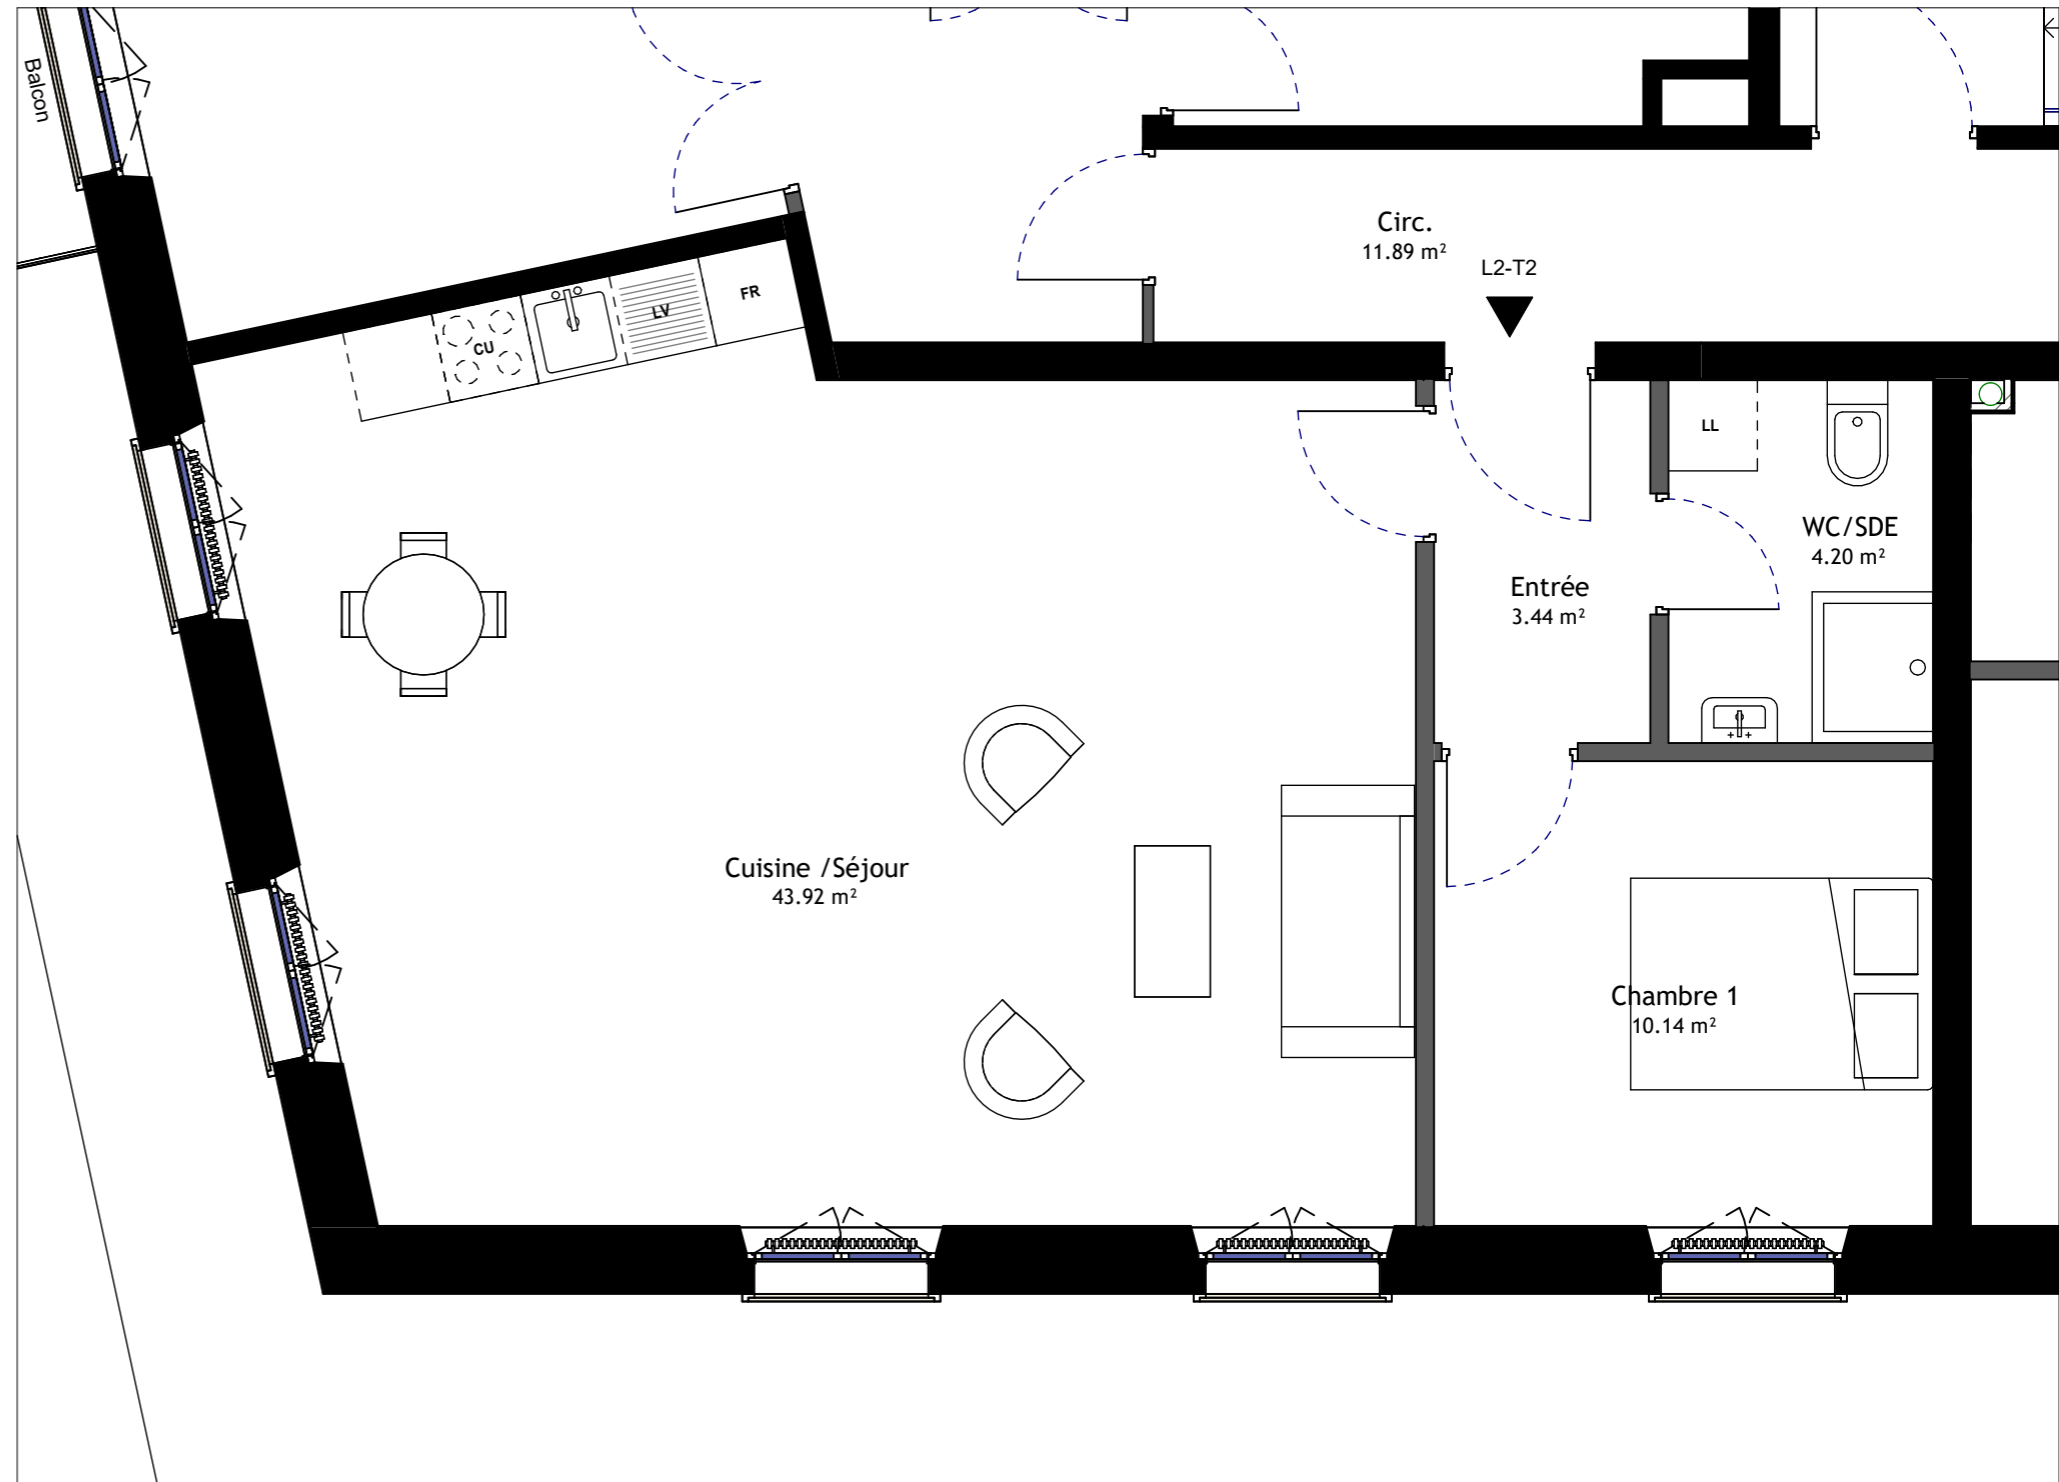 Balcon
Circ.
11.89 m²
L2-T2
FR
LV
CU
LL
WC/SDE
4.20 m²
Entrée
3.44 m²
Cuisine /Séjour
43.92 m²
Chambre 1
10.14 m²